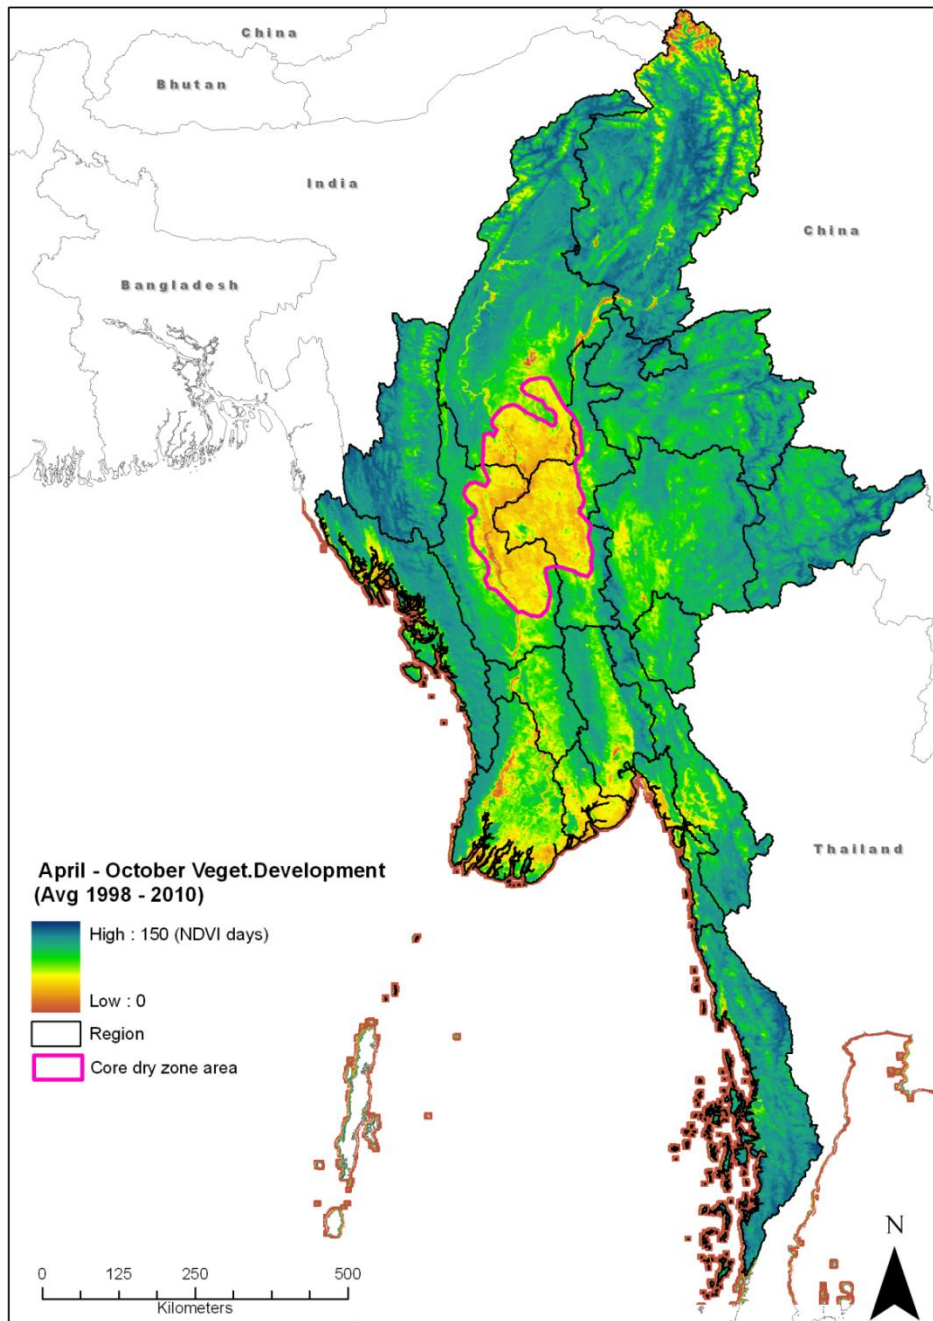 China
Bhutan
India
China
Bangladesh
Thailand
April - October Veget.Development
(Avg 1998 - 2010)
High : 150 (NDVI days)
Low : 0
Region
Core dry zone area
N
0 125 250 500
Kilometers